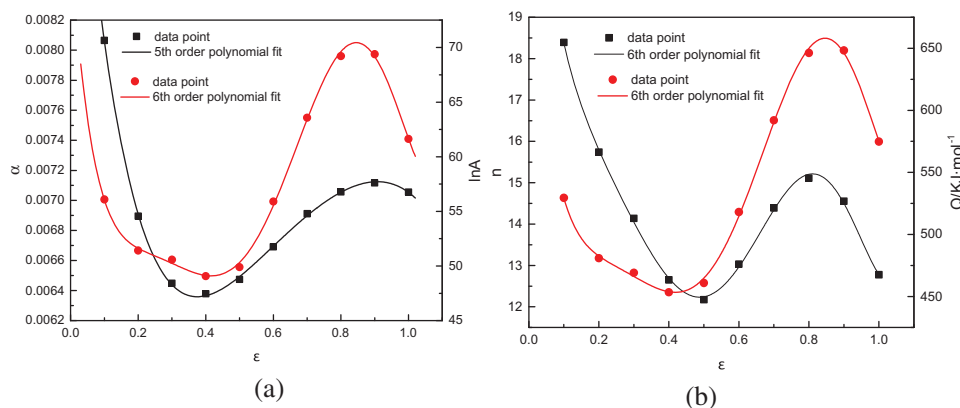 0.0082
0.0080
0.0078
0.0076
0.0074
0.0072
0.0070
0.0068
0.0066
0.0064
0.0062
α
data point
5th order polynomial fit
data point
6th order polynomial fit
70
65
60
55
50
45
lnA
0.0 0.2 0.4 0.6 0.8 1.0
ε
(a)
19
18
17
16
15
14
13
12
n
data point
6th order polynomial fit
data point
6th order polynomial fit
650
600
550
500
450
Q/KJ·mol-1
0.0 0.2 0.4 0.6 0.8 1.0
ε
(b)